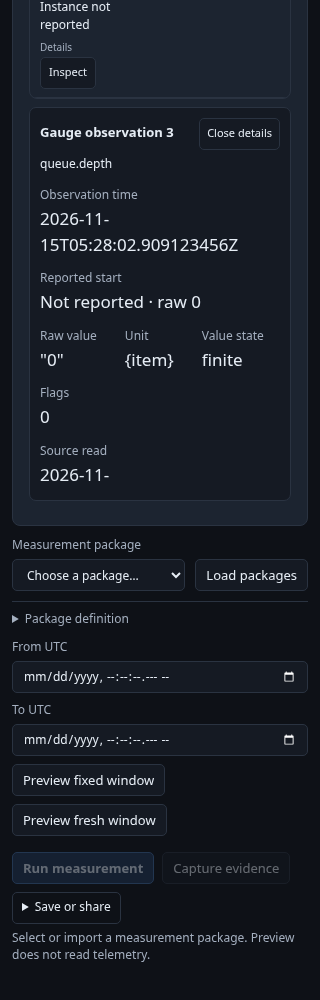 Instance not
reported
Details
Inspect
Gauge observation 3
Close details
queue.depth
Observation time
2026-11-
15T05:28:02.909123456Z
Reported start
Not reported · raw 0
Raw value Unit Value state
"0" {item} finite
Flags
0
Source read
2026-11-
Measurement package
Choose a package... Load packages
Package definition
From UTC
mm/dd/yyyy, --:--:--.--- --
To UTC
mm/dd/yyyy, --:--:--.--- --
Preview fixed window
Preview fresh window
Run measurement Capture evidence
Save or share
Select or import a measurement package. Preview
does not read telemetry.